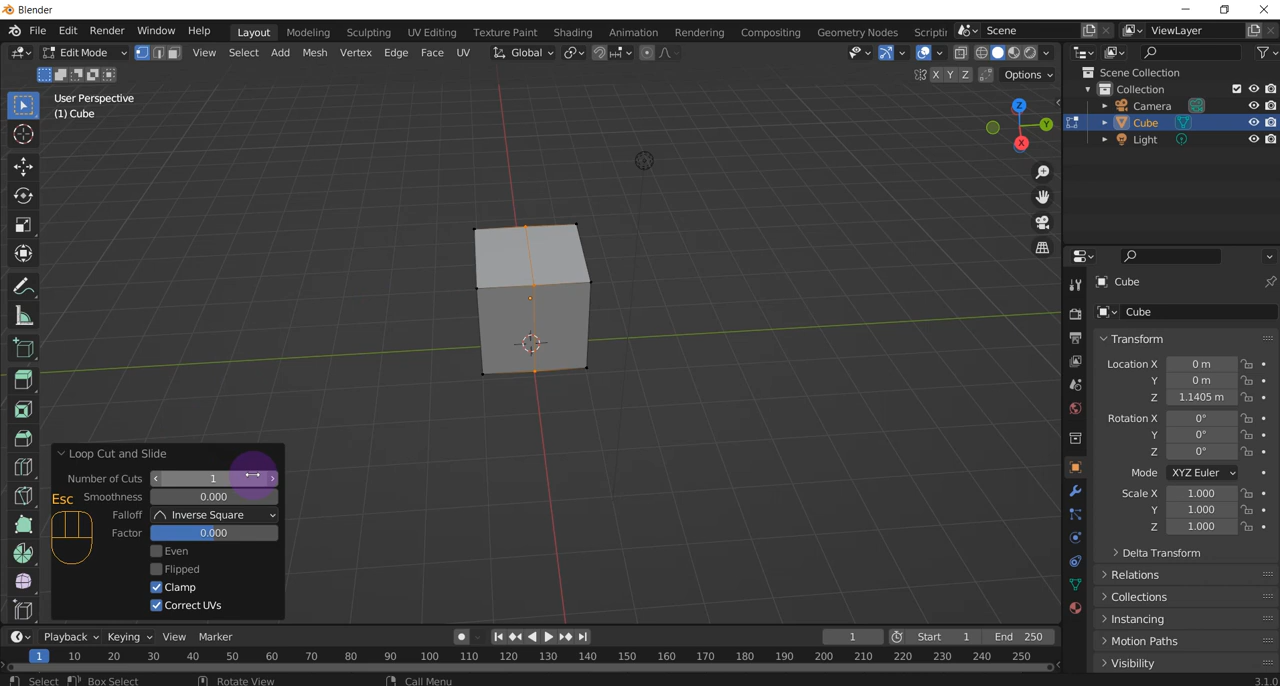 Blender
File Edit Render Window Help Layout Modeling Sculpting UV Editing Texture Paint Shading Animation Rendering Compositing Geometry Nodes Scriptin Scene ViewLayer
Edit Mode View Select Add Mesh Vertex Edge Face UV Global
X Y Z Options
User Perspective
(1) Cube
Z
Y
X
Scene Collection
Collection
Camera
Cube
Light
Cube
Cube
Transform
Location X 0 m
Y 0 m
Z 1.1405 m
Rotation X 0°
Y 0°
Z 0°
Mode XYZ Euler
Scale X 1.000
Y 1.000
Z 1.000
Delta Transform
Relations
Collections
Instancing
Motion Paths
Visibility
Loop Cut and Slide
Number of Cuts 1
Esc
Smoothness 0.000
Falloff Inverse Square
Factor 0.000
Even
Flipped
Clamp
Correct UVs
Playback Keying View Marker 1 Start 1 End 250
1 10 20 30 40 50 60 70 80 90 100 110 120 130 140 150 160 170 180 190 200 210 220 230 240 250
Select Box Select Rotate View Call Menu 3.1.0